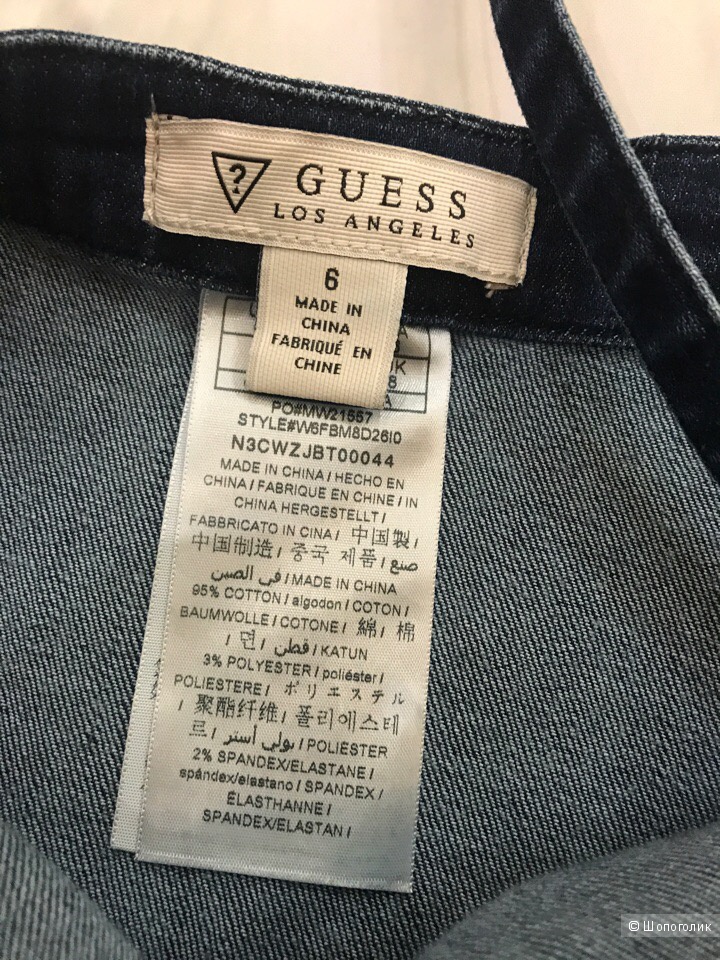 ?
GUESS
LOS ANGELES
6
MADE IN
CHINA
FABRIQUÉ EN
CHINE
PO#MW21557
STYLE#W6FBM8D26I0
N3CWZJBT00044
MADE IN CHINA / HECHO EN
CHINA / FABRIQUE EN CHINE / IN
CHINA HERGESTELLT /
FABBRICATO IN CINA / 中国製 /
中国制造 / 중국 제품 / صنع
في الصين / MADE IN CHINA
95% COTTON / algodon / COTON /
BAUMWOLLE / COTONE / 綿 / 棉
/ 면 / قطن / KATUN
3% POLYESTER / poliéster /
POLIESTERE / ポリエステル
/ 聚酯纤维 / 폴리에스테
르 / بولي أستر / POLIESTER
2% SPANDEX/ELASTANE /
spándex/elastano / SPANDEX /
ÉLASTHANNE /
SPANDEX/ELASTAN /
© Шопоголик